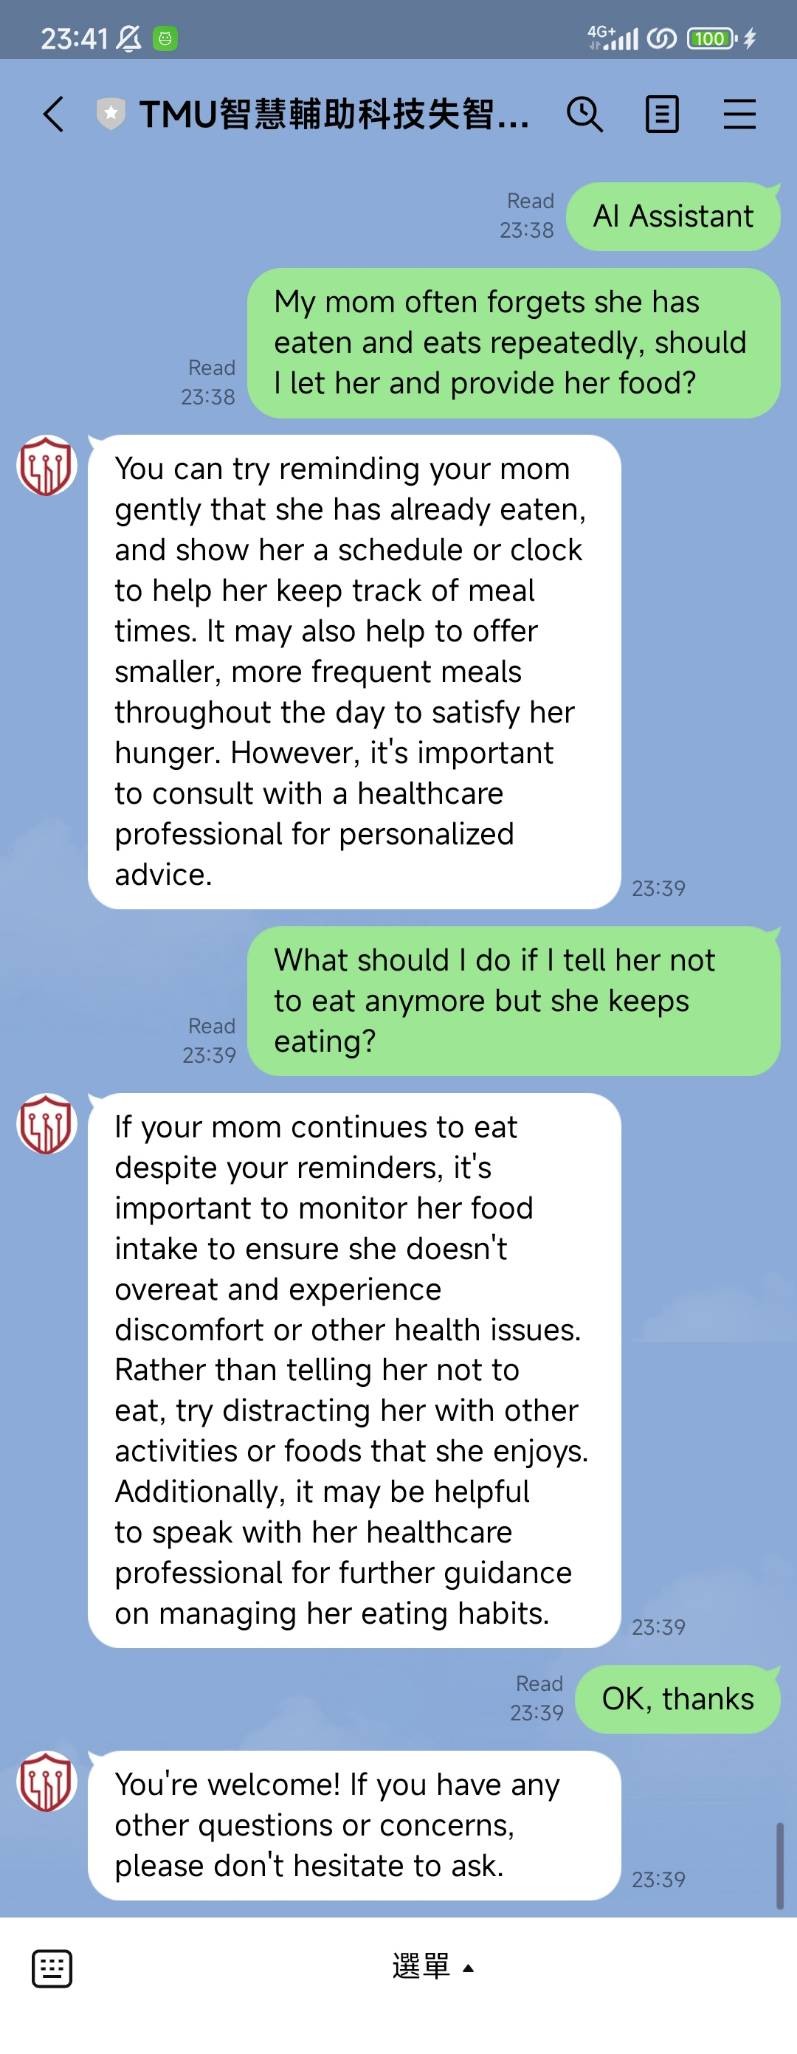 23:41
4G+
100
TMU智慧輔助科技失智...
Read
23:38
AI Assistant
My mom often forgets she has
eaten and eats repeatedly, should
I let her and provide her food?
Read
23:38
You can try reminding your mom
gently that she has already eaten,
and show her a schedule or clock
to help her keep track of meal
times. It may also help to offer
smaller, more frequent meals
throughout the day to satisfy her
hunger. However, it's important
to consult with a healthcare
professional for personalized
advice.
23:39
What should I do if I tell her not
to eat anymore but she keeps
eating?
Read
23:39
If your mom continues to eat
despite your reminders, it's
important to monitor her food
intake to ensure she doesn't
overeat and experience
discomfort or other health issues.
Rather than telling her not to
eat, try distracting her with other
activities or foods that she enjoys.
Additionally, it may be helpful
to speak with her healthcare
professional for further guidance
on managing her eating habits.
23:39
Read
23:39
OK, thanks
You're welcome! If you have any
other questions or concerns,
please don't hesitate to ask.
23:39
選單